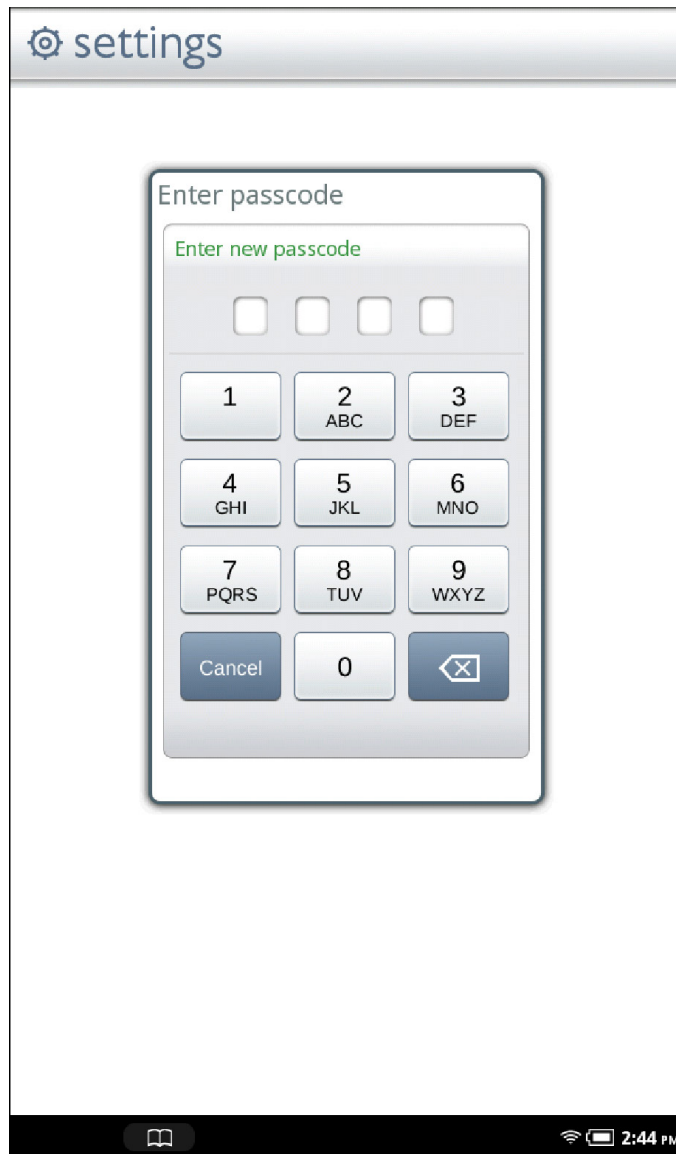 settings
Enter passcode
Enter new passcode
1 2 3
ABC DEF
4 5 6
GHI JKL MNO
7 8 9
PQRS TUV WXYZ
Cancel 0
2:44 PM